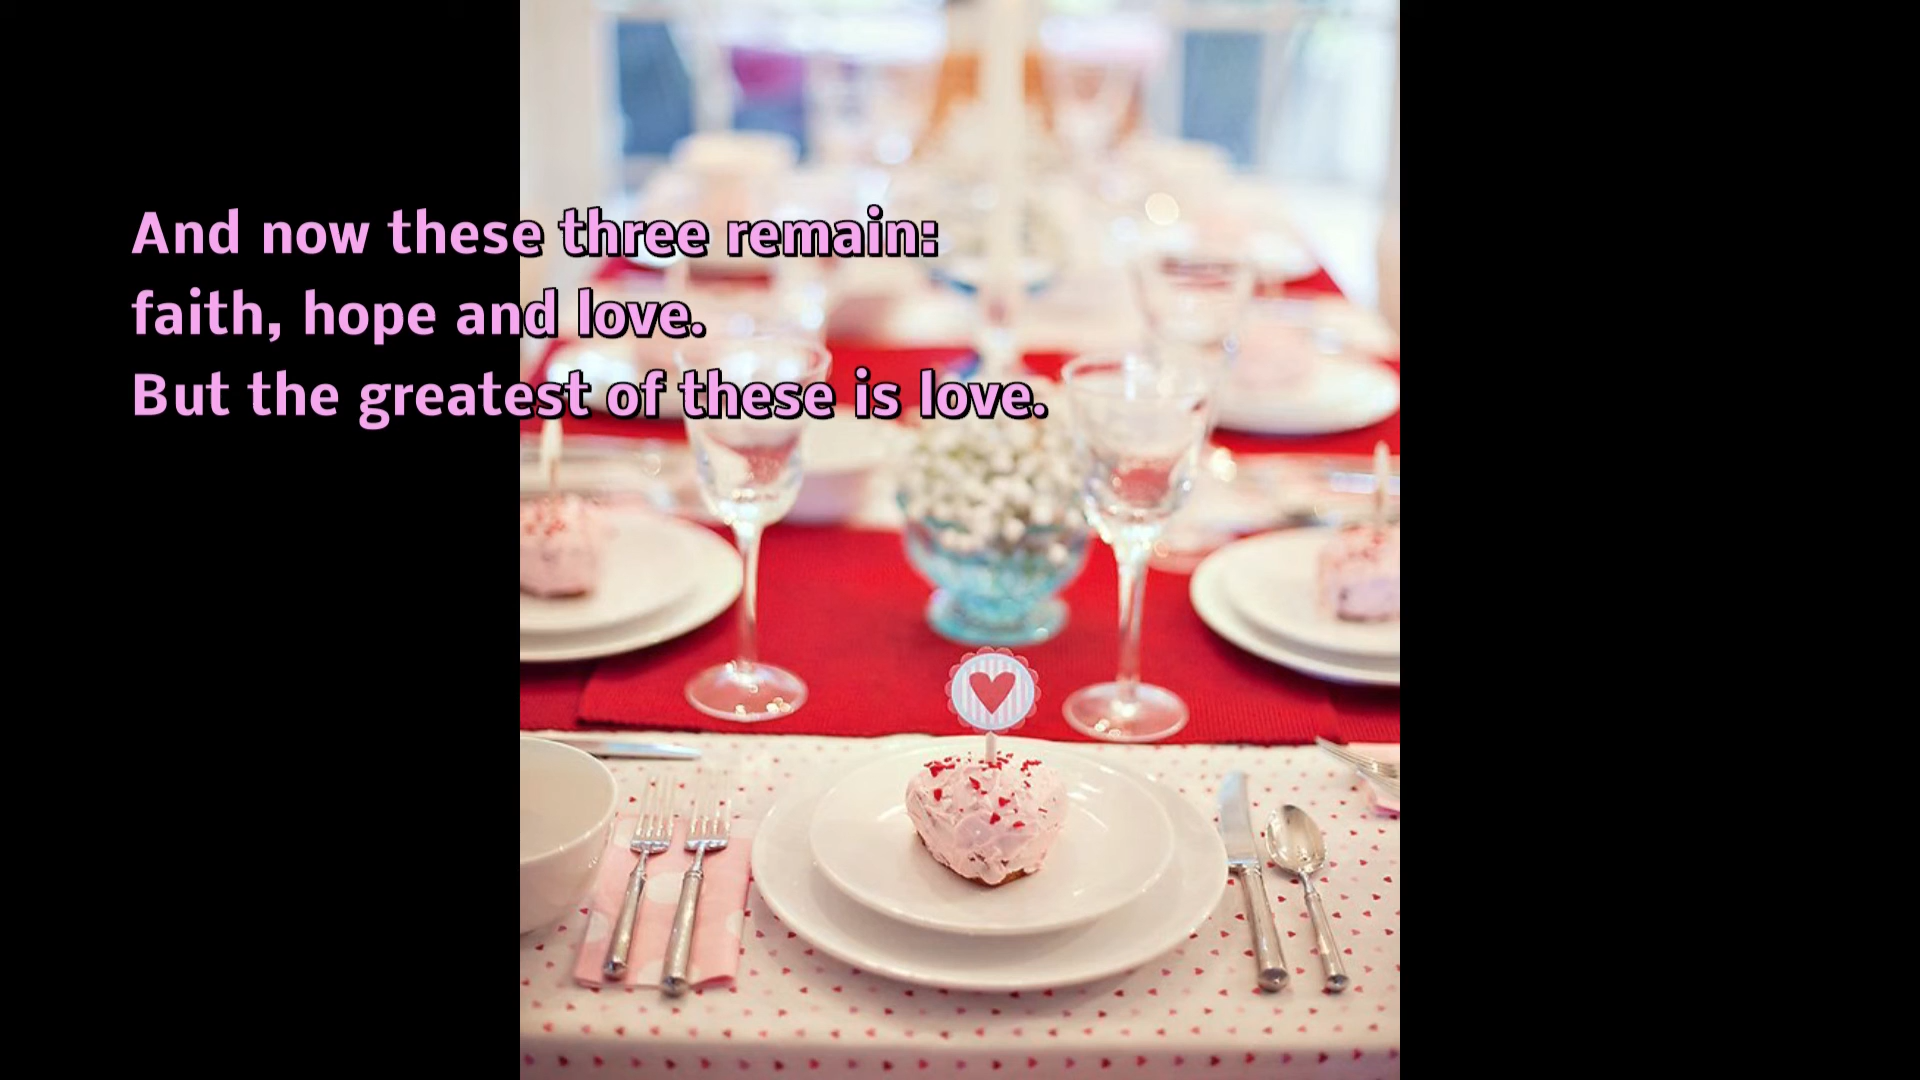 And now these three remain:
faith, hope and love.
But the greatest of these is love.